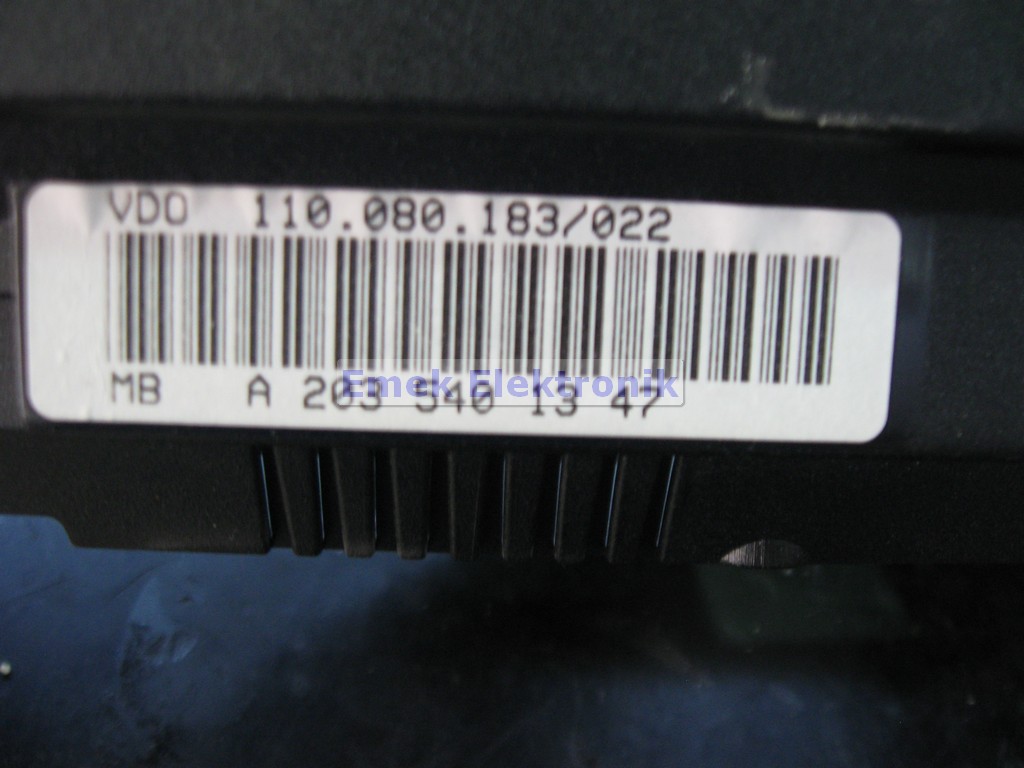 VDO 110.080.183/022
Emek Elektronik
MB A 203 540 13 47